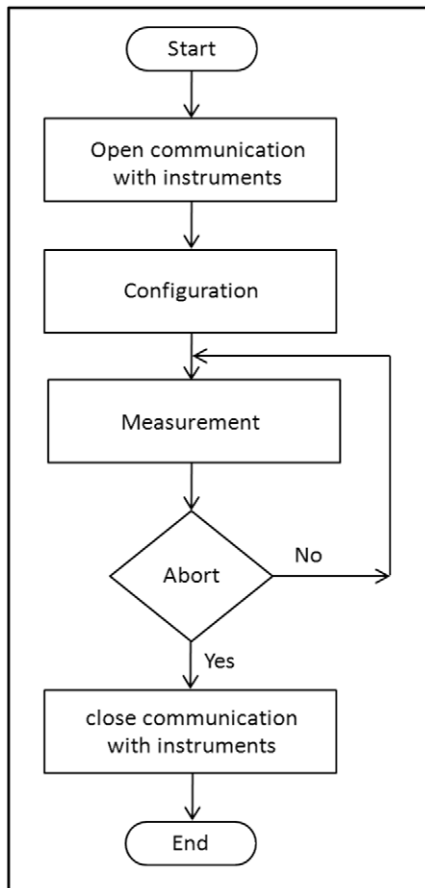 Start
Open communication
with instruments
Configuration
Measurement
Abort
No
Yes
close communication
with instruments
End